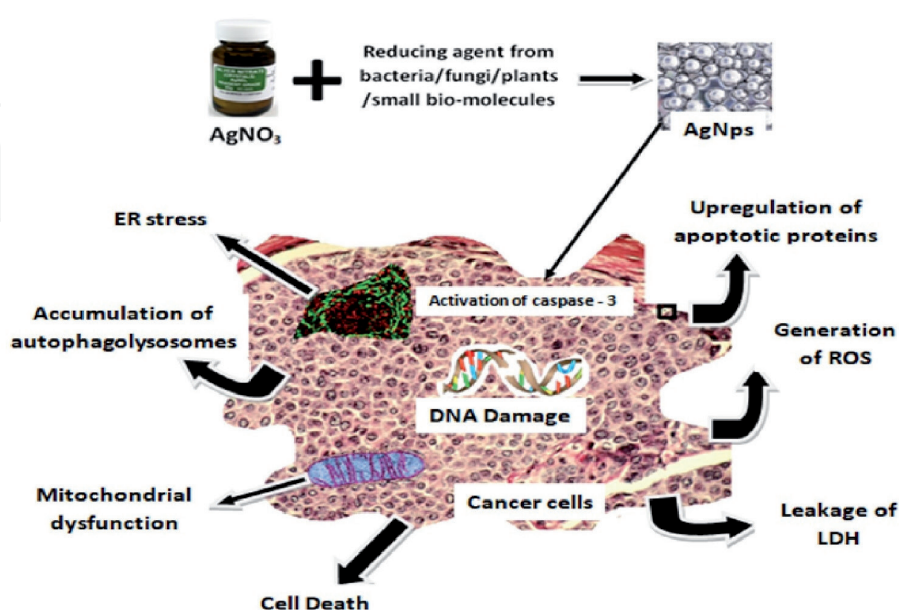 Reducing agent from
bacteria/fungi/plants
/small bio-molecules
AgNO₃
AgNps
ER stress
Upregulation of
apoptotic proteins
Activation of caspase - 3
Accumulation of
autophagolysosomes
Generation
of ROS
DNA Damage
Mitochondrial
dysfunction
Cancer cells
Leakage of
LDH
Cell Death